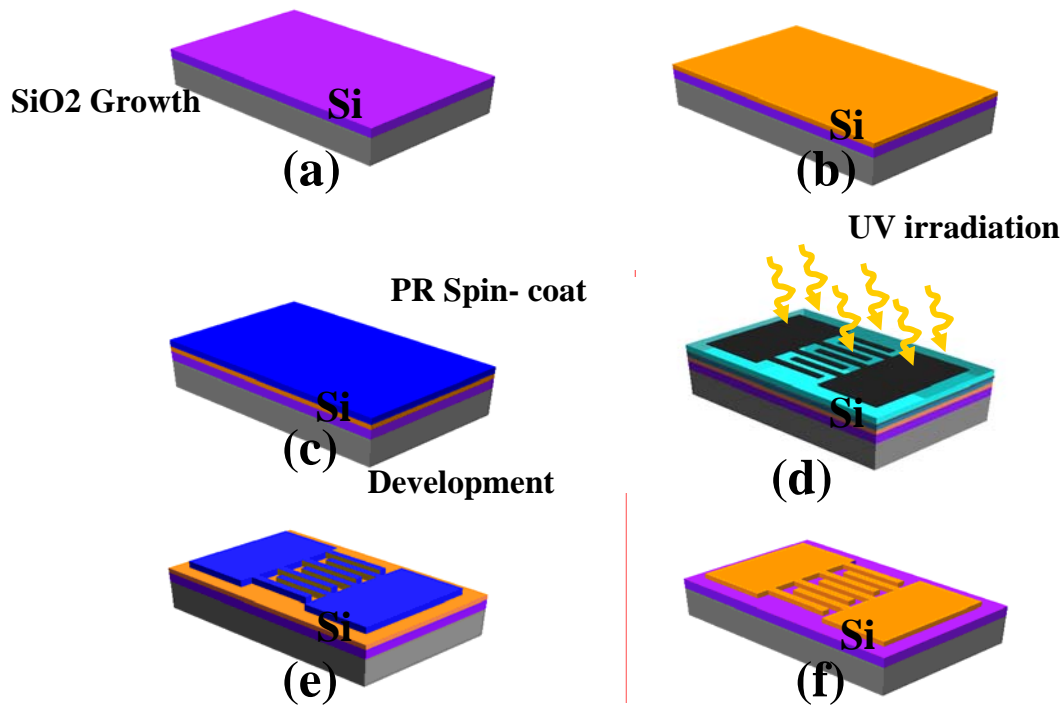 SiO2 Growth
Si
(a)
Si
(b)
PR Spin- coat
Si
(c)
UV irradiation
Si
(d)
Development
Si
(e)
Si
(f)